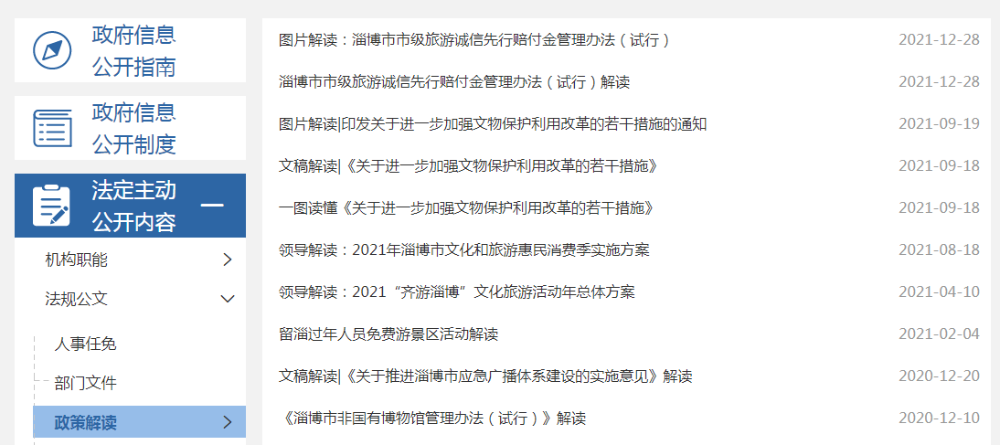 政府信息
公开指南
政府信息
公开制度
法定主动
公开内容
机构职能
法规公文
人事任免
部门文件
政策解读
图片解读：淄博市市级旅游诚信先行赔付金管理办法（试行） 2021-12-28
淄博市市级旅游诚信先行赔付金管理办法（试行）解读 2021-12-28
图片解读|印发关于进一步加强文物保护利用改革的若干措施的通知 2021-09-19
文稿解读|《关于进一步加强文物保护利用改革的若干措施》 2021-09-18
一图读懂《关于进一步加强文物保护利用改革的若干措施》 2021-09-18
领导解读：2021年淄博市文化和旅游惠民消费季实施方案 2021-08-18
领导解读：2021“齐游淄博”文化旅游活动年总体方案 2021-04-10
留淄过年人员免费游景区活动解读 2021-02-04
文稿解读|《关于推进淄博市应急广播体系建设的实施意见》解读 2020-12-20
《淄博市非国有博物馆管理办法（试行）》解读 2020-12-10